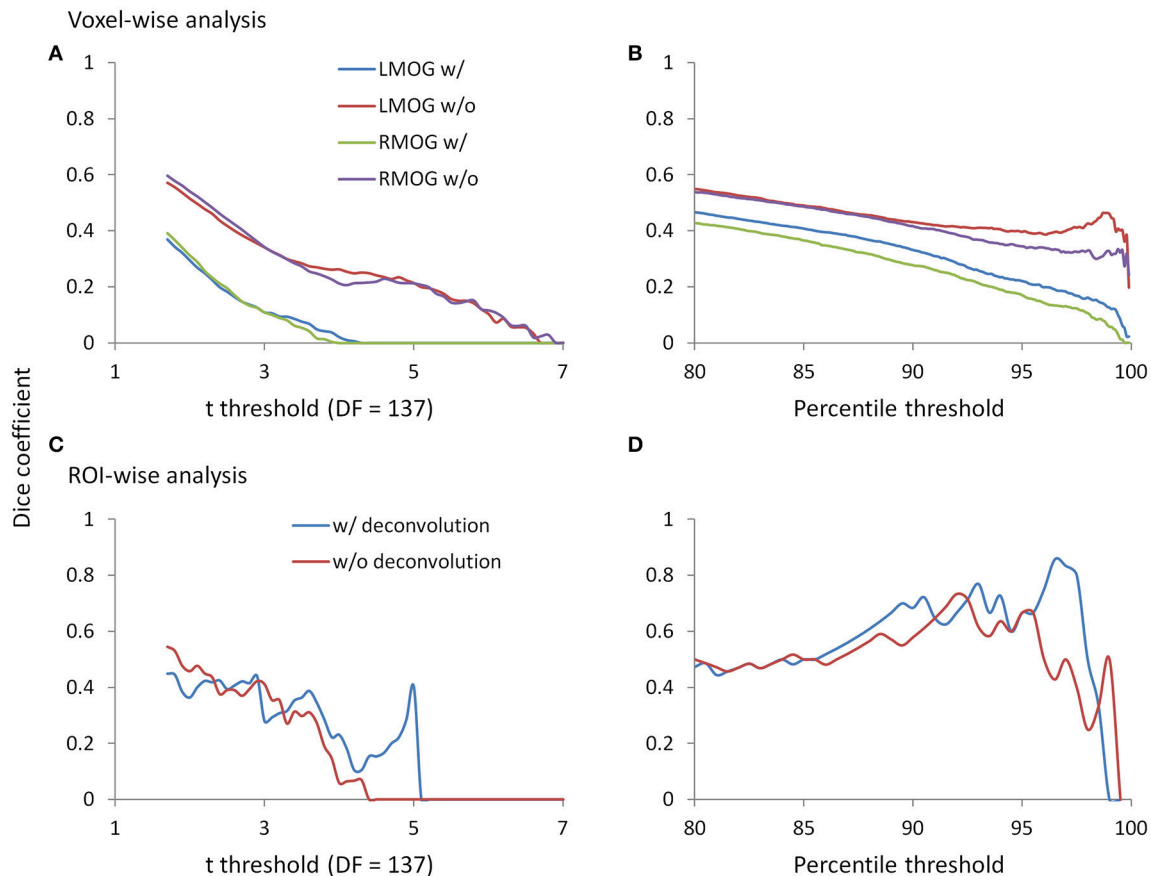 Voxel-wise analysis
A
1
0.8
0.6
0.4
0.2
0
1
3
5
7
t threshold (DF = 137)
LMOG w/
LMOG w/o
RMOG w/
RMOG w/o
B
1
0.8
0.6
0.4
0.2
0
80
85
90
95
100
Percentile threshold
Dice coefficient
C
ROI-wise analysis
1
0.8
0.6
0.4
0.2
0
1
3
5
7
t threshold (DF = 137)
w/ deconvolution
w/o deconvolution
D
1
0.8
0.6
0.4
0.2
0
80
85
90
95
100
Percentile threshold